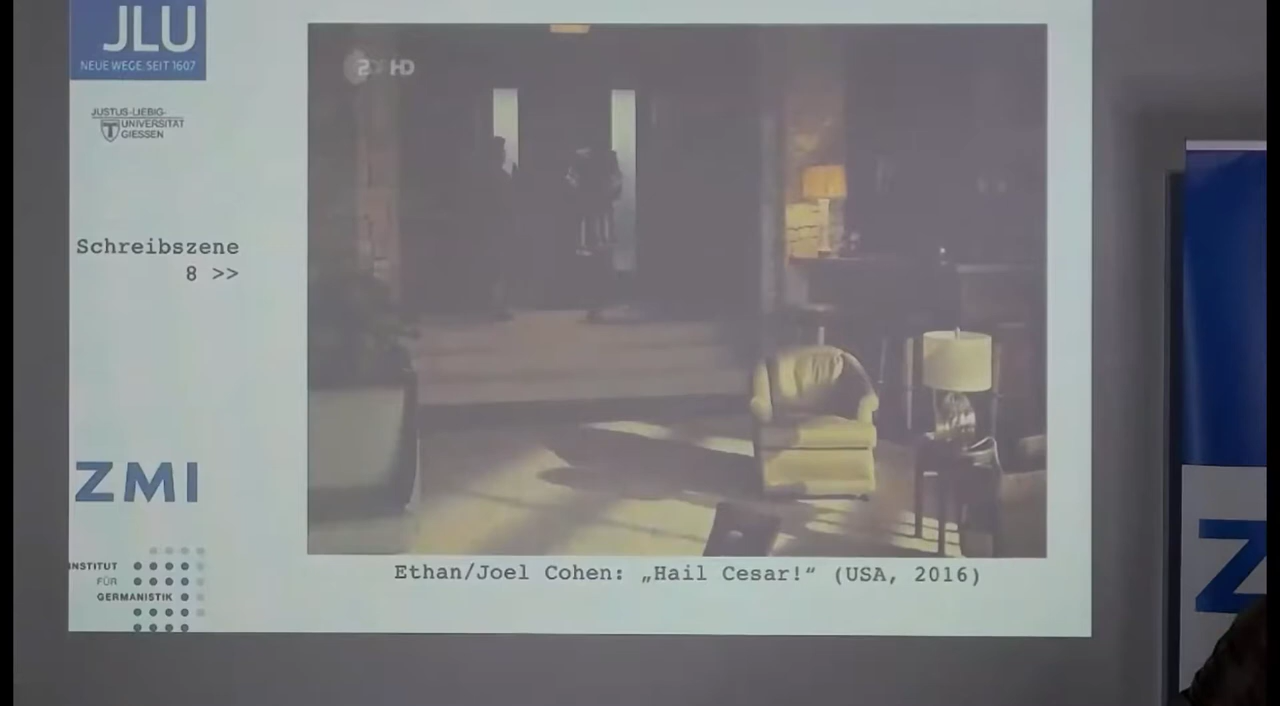 JLU
NEUE WEGE. SEIT 1607
JUSTUS-LIEBIG-
UNIVERSITÄT
GIESSEN
ZDF HD
Schreibszene
8 >>
ZMI
INSTITUT
FÜR
GERMANISTIK
Ethan/Joel Cohen: „Hail Cesar!“ (USA, 2016)
Z